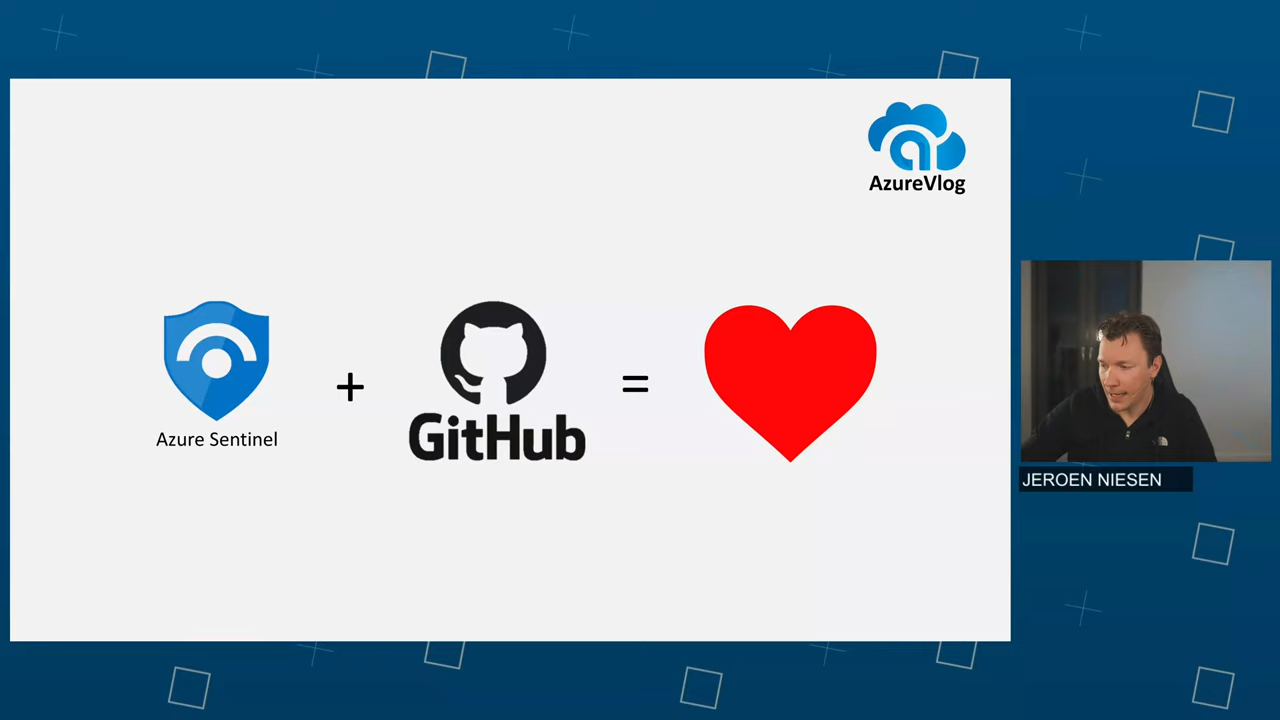 AzureVlog
Azure Sentinel
+
GitHub
=
JEROEN NIESEN